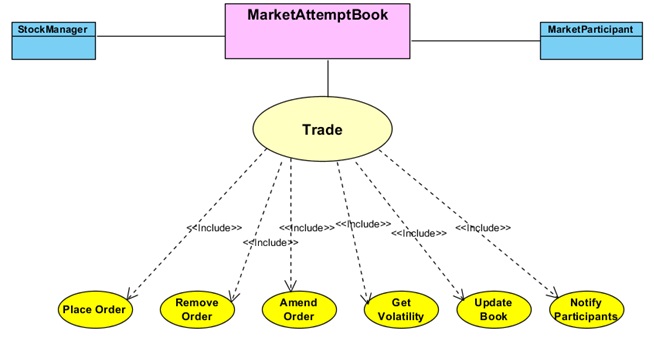 StockManager
MarketAttemptBook
MarketParticipant
Trade
<<Include>>
<<Include>>
<<Include>>
<<Include>>
<<Include>>
<<Include>>
Place Order
Remove
Order
Amend
Order
Get
Volatility
Update
Book
Notify
Participants